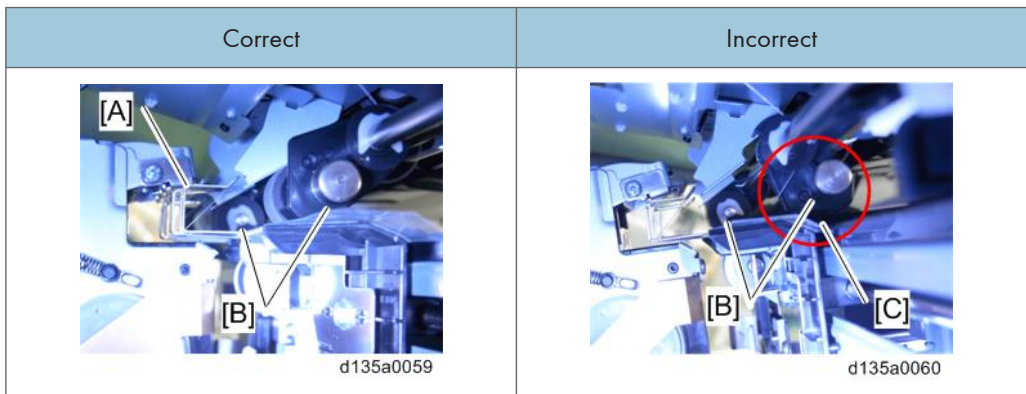 Correct
Incorrect
[A]
[B]
d135a0059
[B]
[C]
d135a0060